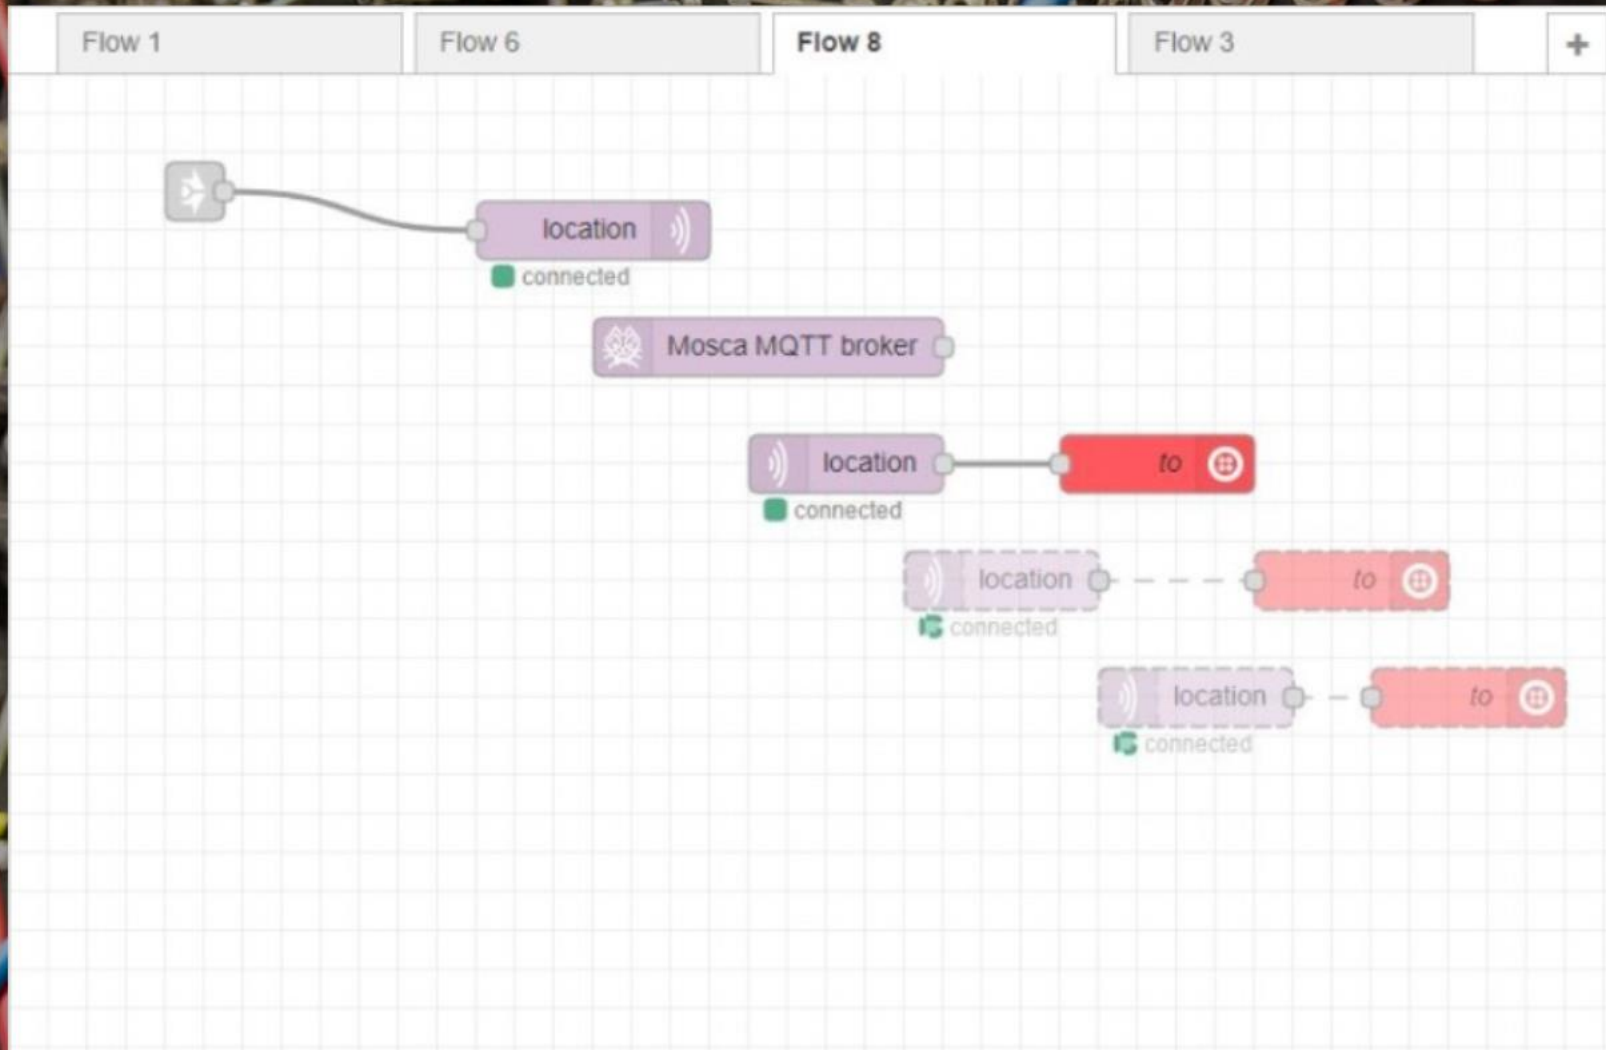 Flow 1 Flow 6 Flow 8 Flow 3 +
location
connected
Mosca MQTT broker
location to
connected
location to
connected
location to
connected